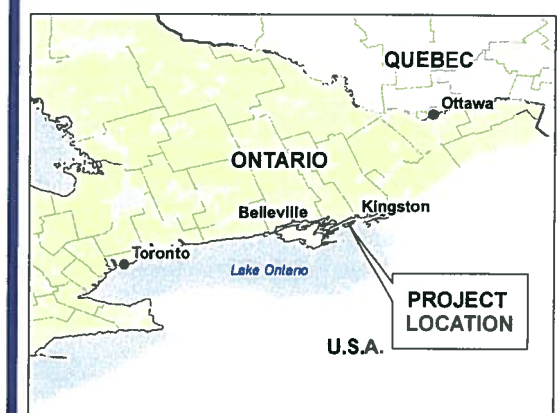 QUEBEC
Ottawa
ONTARIO
Belleville
Kingston
Toronto
Lake Ontario
PROJECT
LOCATION
U.S.A.